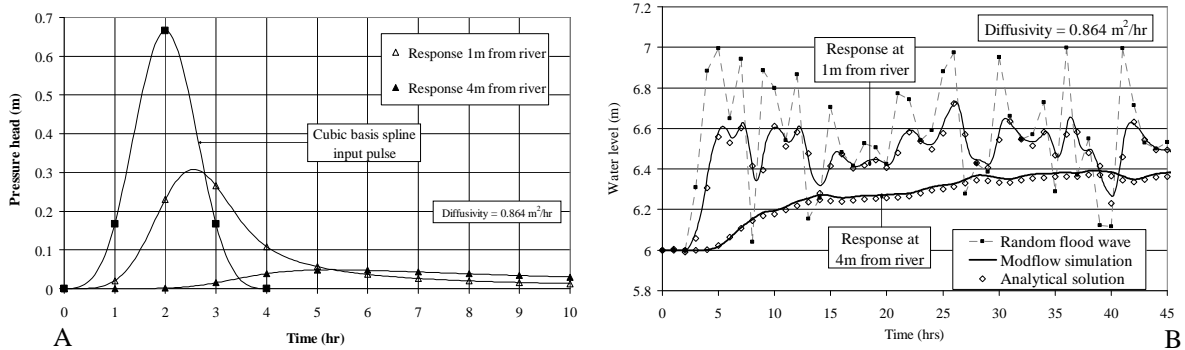 0.7
0.6
0.5
0.4
0.3
0.2
0.1
0
Pressure head (m)
Response 1m from river
Response 4m from river
Cubic basis spline
input pulse
Diffusivity = 0.864 m²/hr
0 1 2 3 4 5 6 7 8 9 10
Time (hr)
A
7.2
7
6.8
6.6
6.4
6.2
6
5.8
Water level (m)
Diffusivity = 0.864 m²/hr
Response at
1m from river
Response at
4m from river
Random flood wave
Modflow simulation
Analytical solution
0 5 10 15 20 25 30 35 40 45
Time (hrs)
B